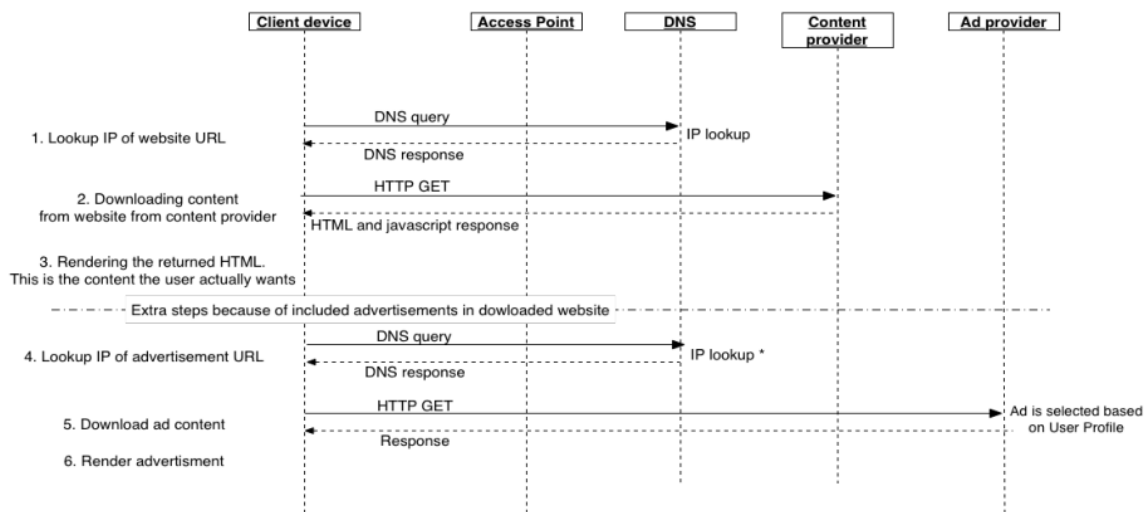 Client device
Access Point
DNS
Content
provider
Ad provider
DNS query
1. Lookup IP of website URL
IP lookup
DNS response
HTTP GET
2. Downloading content
from website from content provider
HTML and javascript response
3. Rendering the returned HTML.
This is the content the user actually wants
Extra steps because of included advertisements in dowloaded website
DNS query
4. Lookup IP of advertisement URL
IP lookup *
DNS response
HTTP GET
Ad is selected based
on User Profile
5. Download ad content
Response
6. Render advertisment